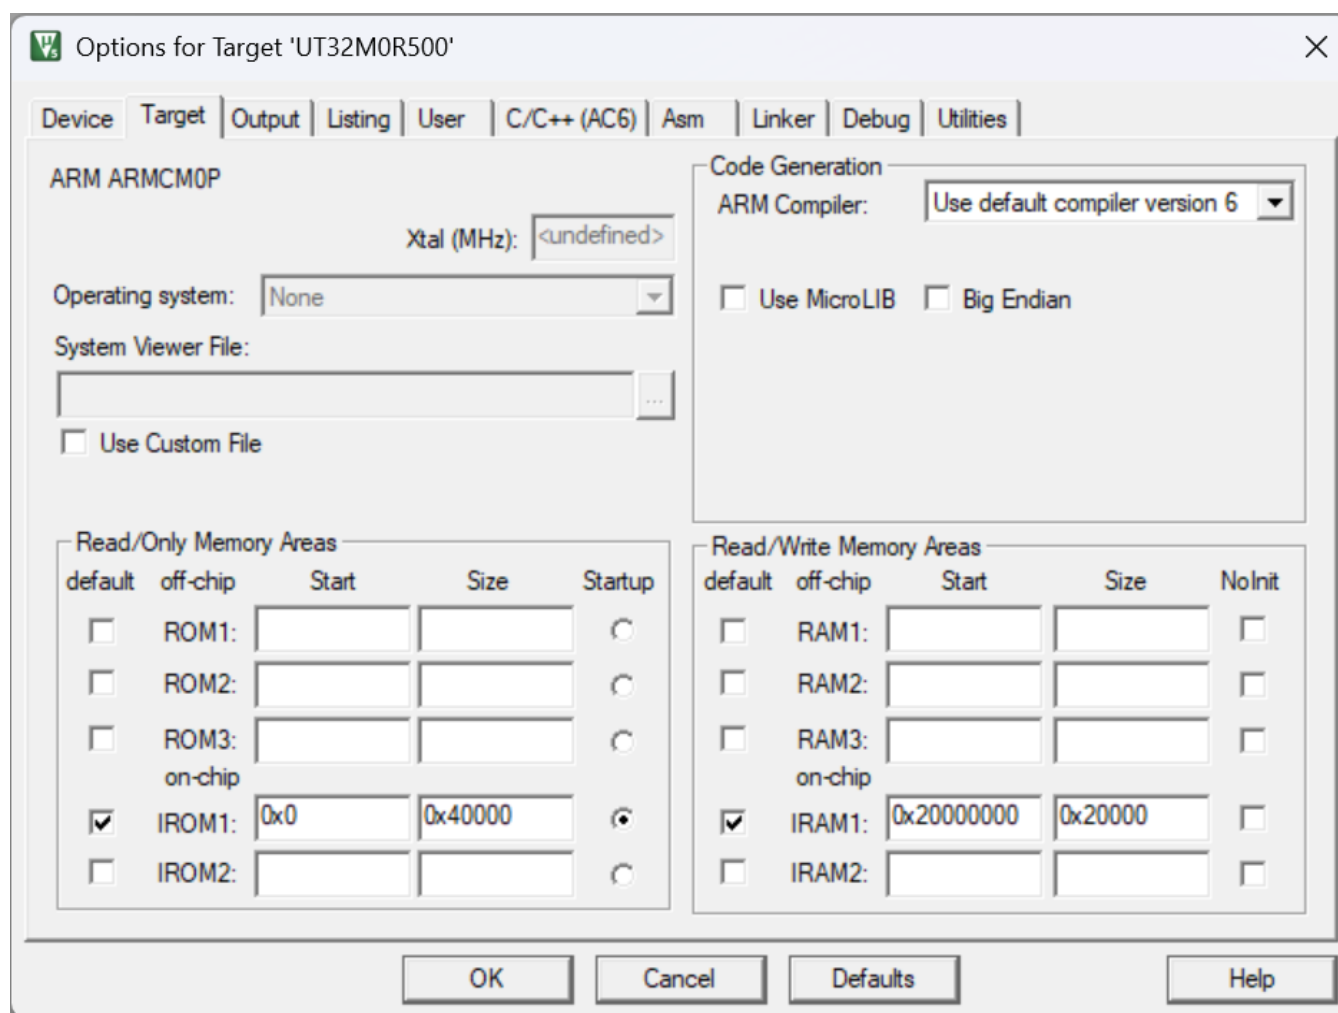 Options for Target 'UT32M0R500'
Device Target Output Listing User C/C++ (AC6) Asm Linker Debug Utilities
ARM ARMCM0P
Xtal (MHz): <undefined>
Operating system: None
System Viewer File:
...
Use Custom File
Code Generation
ARM Compiler: Use default compiler version 6
Use MicroLIB Big Endian
Read/Only Memory Areas
default off-chip Start Size Startup
ROM1:
ROM2:
ROM3:
on-chip
IROM1: 0x0 0x40000
IROM2:
Read/Write Memory Areas
default off-chip Start Size NoInit
RAM1:
RAM2:
RAM3:
on-chip
IRAM1: 0x20000000 0x20000
IRAM2:
OK Cancel Defaults Help